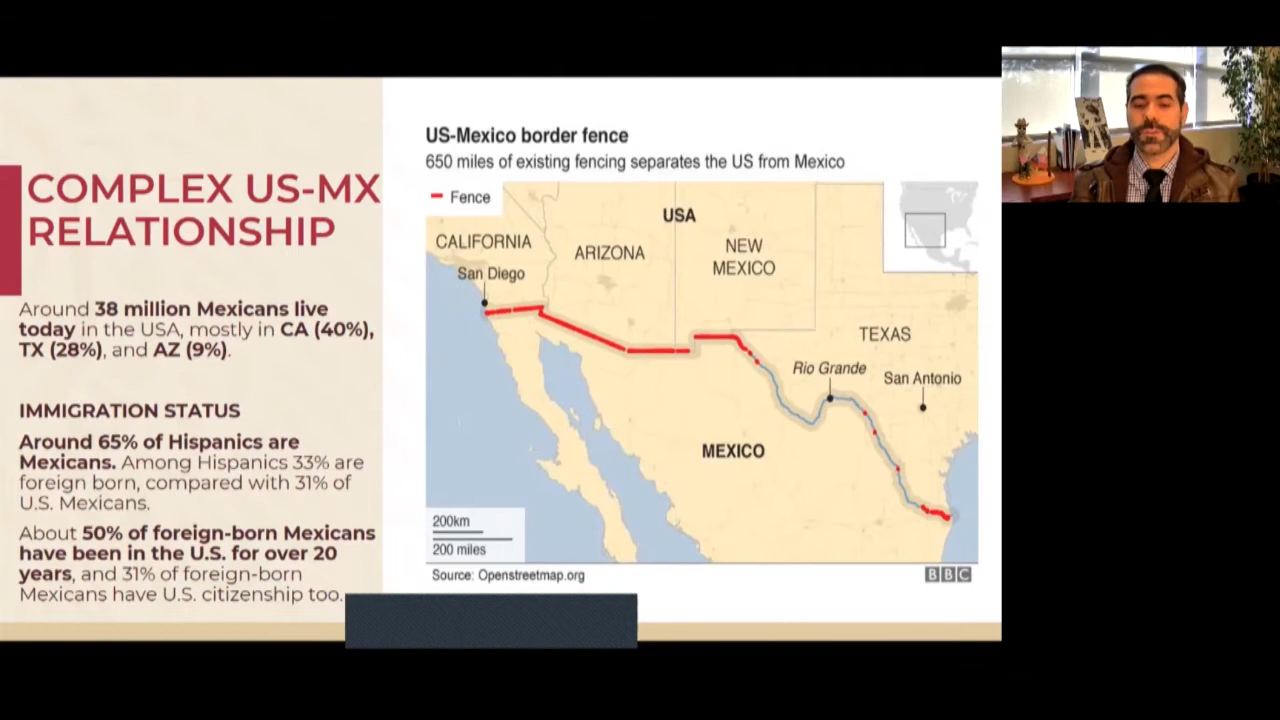 COMPLEX US-MX
RELATIONSHIP
Around 38 million Mexicans live
today in the USA, mostly in CA (40%),
TX (28%), and AZ (9%).
IMMIGRATION STATUS
Around 65% of Hispanics are
Mexicans. Among Hispanics 33% are
foreign born, compared with 31% of
U.S. Mexicans.
About 50% of foreign-born Mexicans
have been in the U.S. for over 20
years, and 31% of foreign-born
Mexicans have U.S. citizenship too.
US-Mexico border fence
650 miles of existing fencing separates the US from Mexico
Fence
USA
CALIFORNIA
ARIZONA
NEW
MEXICO
San Diego
TEXAS
Rio Grande
San Antonio
MEXICO
200km
200 miles
Source: Openstreetmap.org
BBC